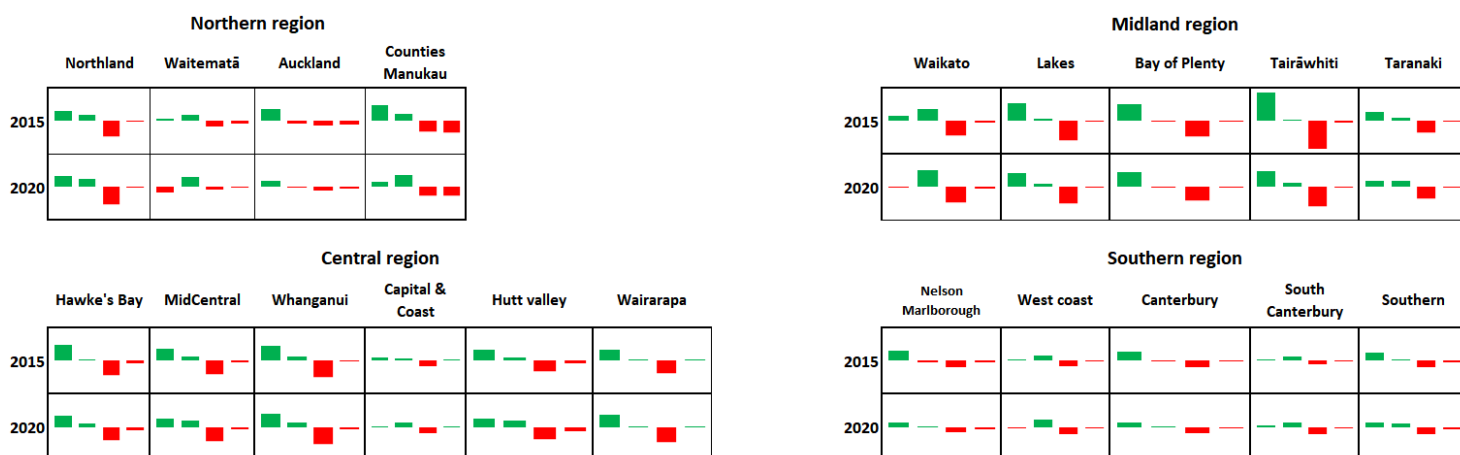 Northern region
Northland Waitematā Auckland Counties Manukau
2015
2020
Midland region
Waikato Lakes Bay of Plenty Tairāwhiti Taranaki
2015
2020
Central region
Hawke's Bay MidCentral Whanganui Capital & Coast Hutt valley Wairarapa
2015
2020
Southern region
Nelson Marlborough West coast Canterbury South Canterbury Southern
2015
2020